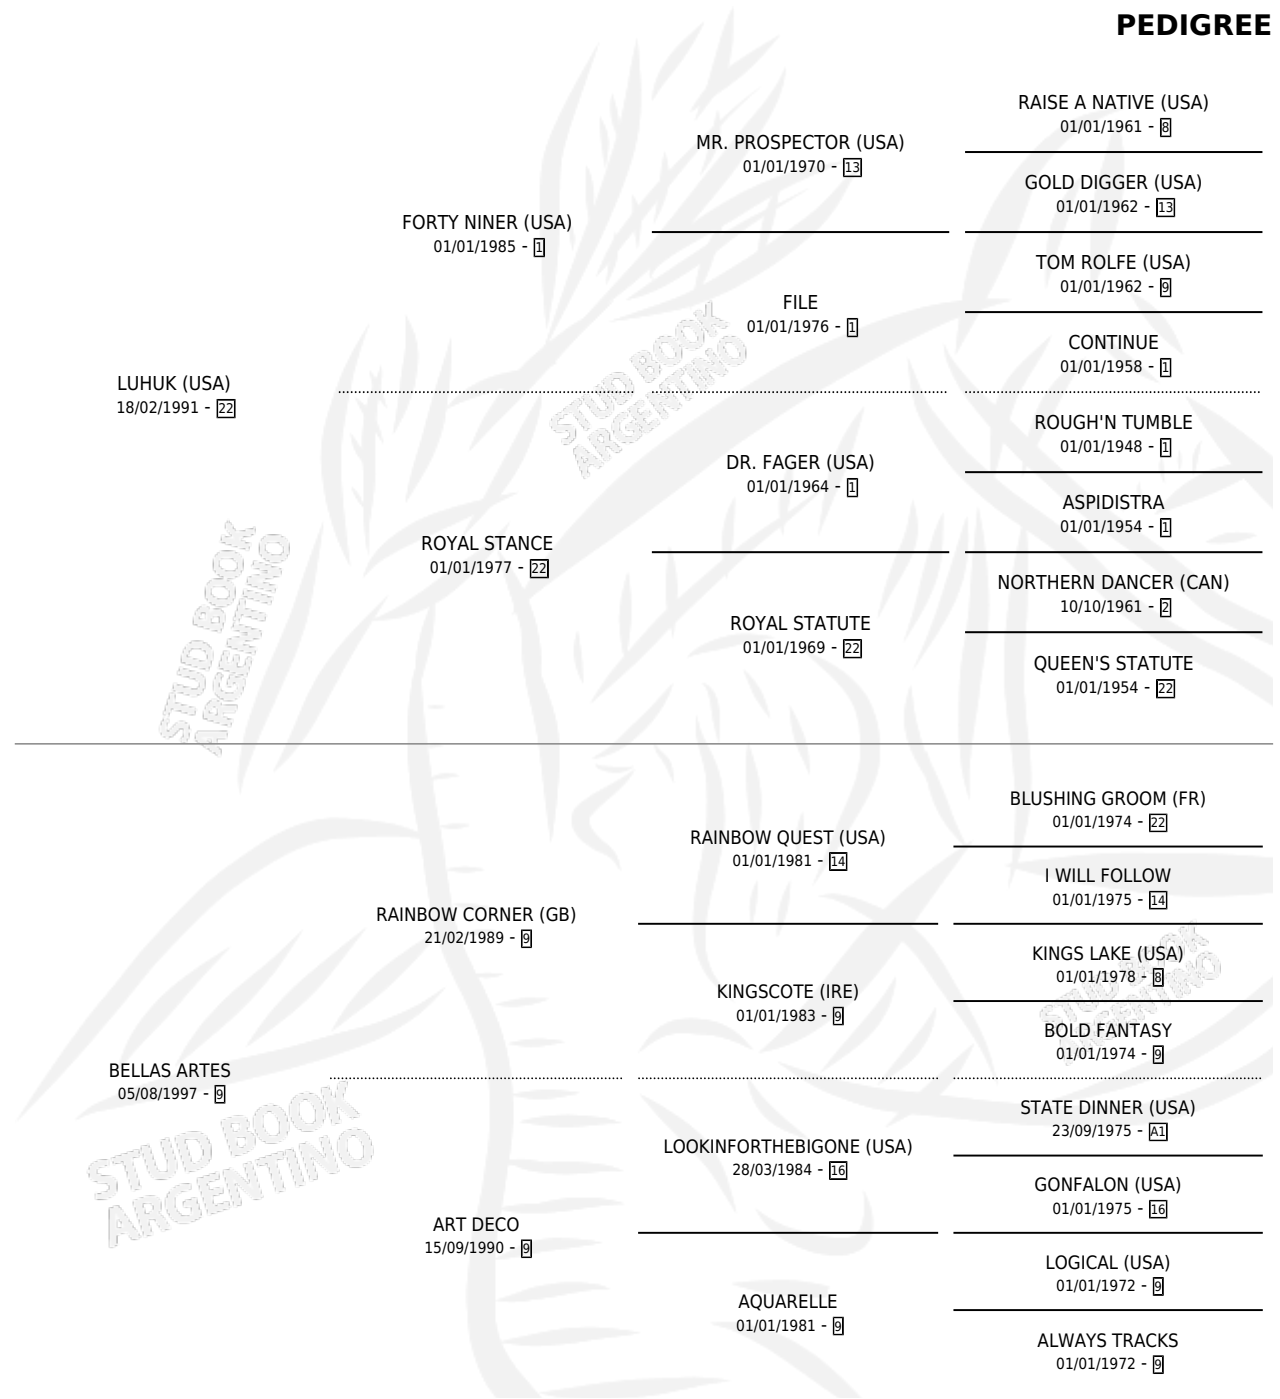 PEDIGREE
LUHUK (USA)
18/02/1991 - 22
FORTY NINER (USA)
01/01/1985 - 1
MR. PROSPECTOR (USA)
01/01/1970 - 13
RAISE A NATIVE (USA)
01/01/1961 - 8
GOLD DIGGER (USA)
01/01/1962 - 13
FILE
01/01/1976 - 1
TOM ROLFE (USA)
01/01/1962 - 9
CONTINUE
01/01/1958 - 1
ROYAL STANCE
01/01/1977 - 22
DR. FAGER (USA)
01/01/1964 - 1
ROUGH'N TUMBLE
01/01/1948 - 1
ASPIDISTRA
01/01/1954 - 1
ROYAL STATUTE
01/01/1969 - 22
NORTHERN DANCER (CAN)
10/10/1961 - 2
QUEEN'S STATUTE
01/01/1954 - 22
BELLAS ARTES
05/08/1997 - 9
RAINBOW CORNER (GB)
21/02/1989 - 9
RAINBOW QUEST (USA)
01/01/1981 - 14
BLUSHING GROOM (FR)
01/01/1974 - 22
I WILL FOLLOW
01/01/1975 - 14
KINGSCOTE (IRE)
01/01/1983 - 9
KINGS LAKE (USA)
01/01/1978 - 8
BOLD FANTASY
01/01/1974 - 9
ART DECO
15/09/1990 - 9
LOOKINFORTHEBIGONE (USA)
28/03/1984 - 16
STATE DINNER (USA)
23/09/1975 - A1
GONFALON (USA)
01/01/1975 - 16
AQUARELLE
01/01/1981 - 9
LOGICAL (USA)
01/01/1972 - 9
ALWAYS TRACKS
01/01/1972 - 9
STUD BOOK
ARGENTINO
STUD BOOK
ARGENTINO
STUD BOOK
ARGENTINO
STUD BOOK
ARGENTINO